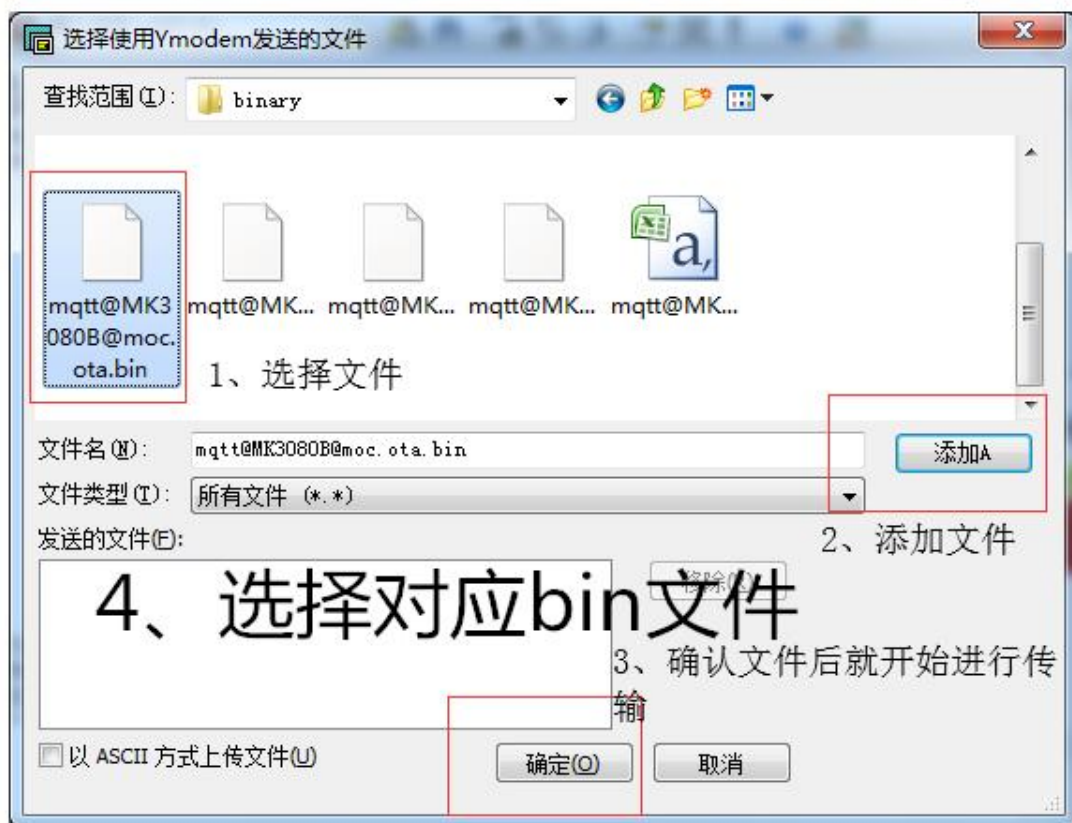 选择使用Ymodem发送的文件
查找范围(I):
binary
mqtt@MK3
080B@moc.
ota.bin
mqtt@MK...
mqtt@MK...
mqtt@MK...
mqtt@MK...
1、选择文件
文件名(N):
mqtt@MK3080B@moc.ota.bin
添加A
文件类型(T):
所有文件 (*.*)
2、添加文件
发送的文件(F):
移除(R)
4、选择对应bin文件
3、确认文件后就开始进行传
输
以 ASCII 方式上传文件(U)
确定(O)
取消